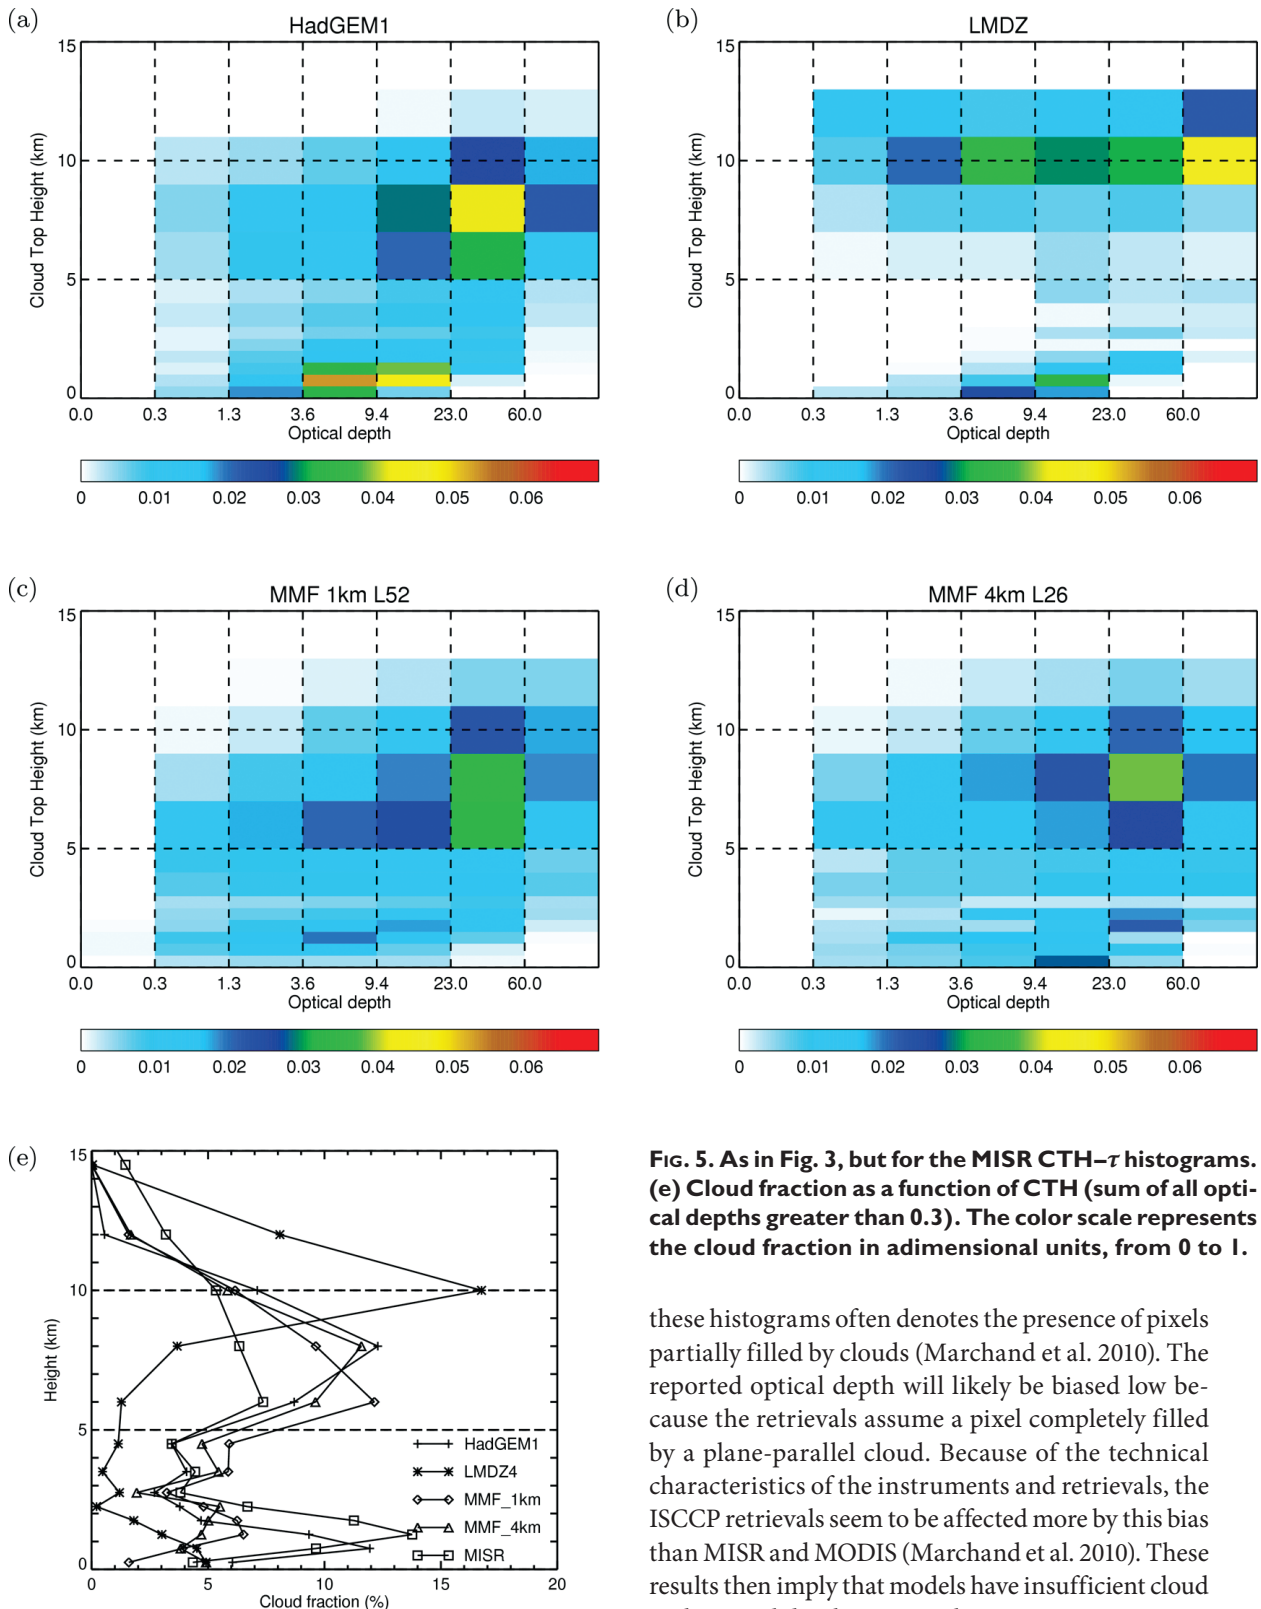 (a)
HadGEM1
15
10
5
0
Cloud Top Height (km)
0.0 0.3 1.3 3.6 9.4 23.0 60.0
Optical depth
0 0.01 0.02 0.03 0.04 0.05 0.06
(b)
LMDZ
15
10
5
0
Cloud Top Height (km)
0.0 0.3 1.3 3.6 9.4 23.0 60.0
Optical depth
0 0.01 0.02 0.03 0.04 0.05 0.06
(c)
MMF 1km L52
15
10
5
0
Cloud Top Height (km)
0.0 0.3 1.3 3.6 9.4 23.0 60.0
Optical depth
0 0.01 0.02 0.03 0.04 0.05 0.06
(d)
MMF 4km L26
15
10
5
0
Cloud Top Height (km)
0.0 0.3 1.3 3.6 9.4 23.0 60.0
Optical depth
0 0.01 0.02 0.03 0.04 0.05 0.06
(e)
15
10
5
0
Height (km)
HadGEM1
LMDZ4
MMF_1km
MMF_4km
MISR
0 5 10 15 20
Cloud fraction (%)
Fig. 5. As in Fig. 3, but for the MISR CTH–τ histograms.
(e) Cloud fraction as a function of CTH (sum of all opti-
cal depths greater than 0.3). The color scale represents
the cloud fraction in adimensional units, from 0 to 1.
these histograms often denotes the presence of pixels
partially filled by clouds (Marchand et al. 2010). The
reported optical depth will likely be biased low be-
cause the retrievals assume a pixel completely filled
by a plane-parallel cloud. Because of the technical
characteristics of the instruments and retrievals, the
ISCCP retrievals seem to be affected more by this bias
than MISR and MODIS (Marchand et al. 2010). These
results then imply that models have insufficient cloud